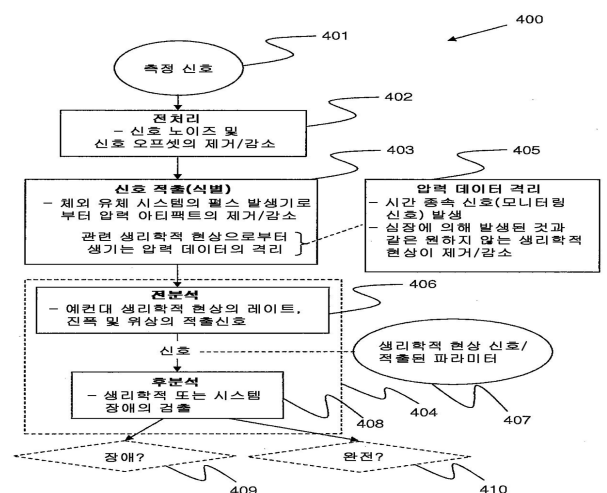 400
401
측정 신호
402
전처리
– 신호 노이즈 및
신호 오프셋의 제거/감소
403
405
신호 적출(식별)
– 체외 유체 시스템의 펄스 발생기로
부터 압력 아티팩트의 제거/감소
관련 생리학적 현상으로부터
생기는 압력 데이터의 격리
압력 데이터 격리
– 시간 종속 신호(모니터링
신호) 발생
– 심장에 의해 발생된 것과
같은 원하지 않는 생리학적
현상이 제거/감소
전분석
– 예컨대 생리학적 현상의 레이트,
진폭 및 위상의 적출신호
406
신호
생리학적 현상 신호/
적출된 파라미터
후분석
– 생리학적 또는 시스템
장애의 검출
408
404
407
장애?
완전?
409
410